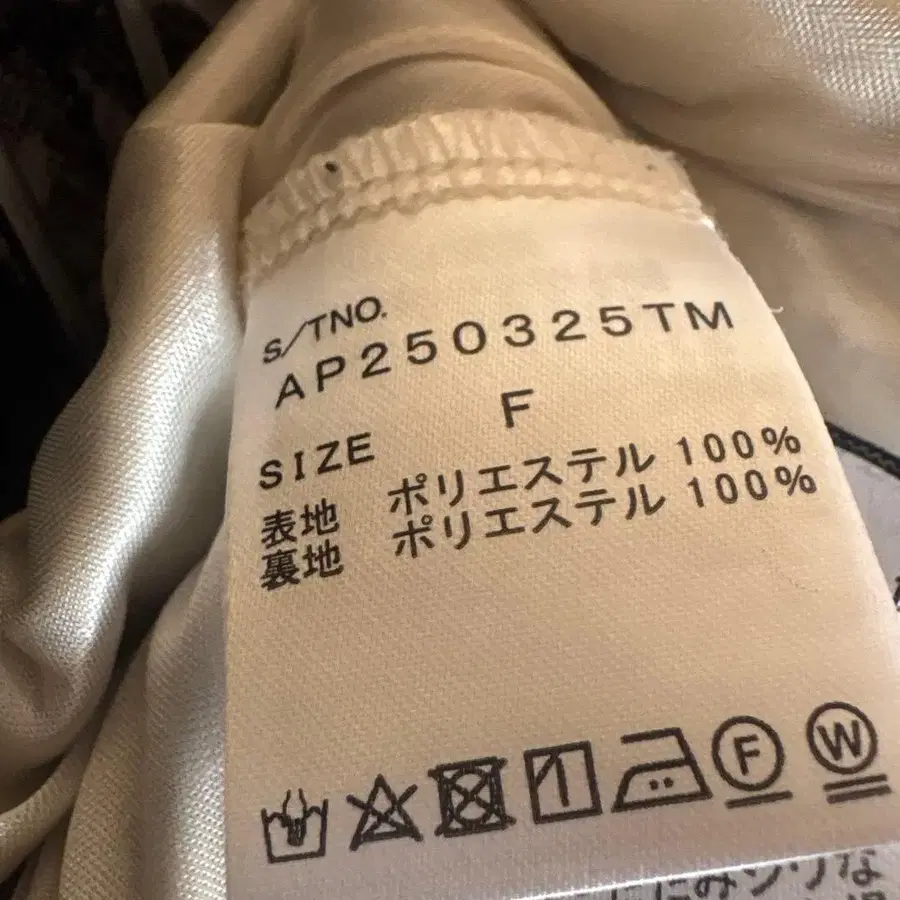 S/TNO.
AP250325TM
SIZE F
表地 ポリエステル 100%
裏地 ポリエステル 100%
F W